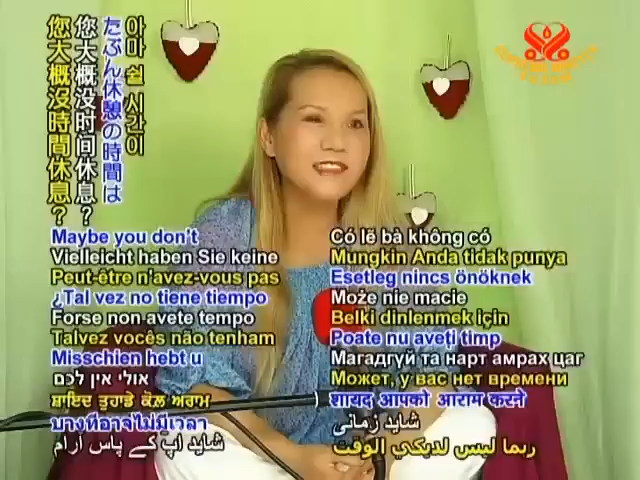 아마 쉴 시간이
たぶん休憩の時間は
您大概没时间休息？
您大概沒時間休息？
Maybe you don't
Vielleicht haben Sie keine
Peut-être n'avez-vous pas
¿Tal vez no tiene tiempo
Forse non avete tempo
Talvez vocês não tenham
Misschien hebt u
אולי אין לכם
ਸ਼ਾਇਦ ਤੁਹਾਡੇ ਕੋਲ ਅਰਾਮ
บางทีอาจไม่มีเวลา
شاید آپ کے پاس آرام
Có lẽ bà không có
Mungkin Anda tidak punya
Esetleg nincs önöknek
Może nie macie
Belki dinlenmek için
Poate nu aveţi timp
Магадгүй та нарт амрах цаг
Может, у вас нет времени
शायद आपको आराम करने
شاید زمانی
ربما ليس لديكي الوقت